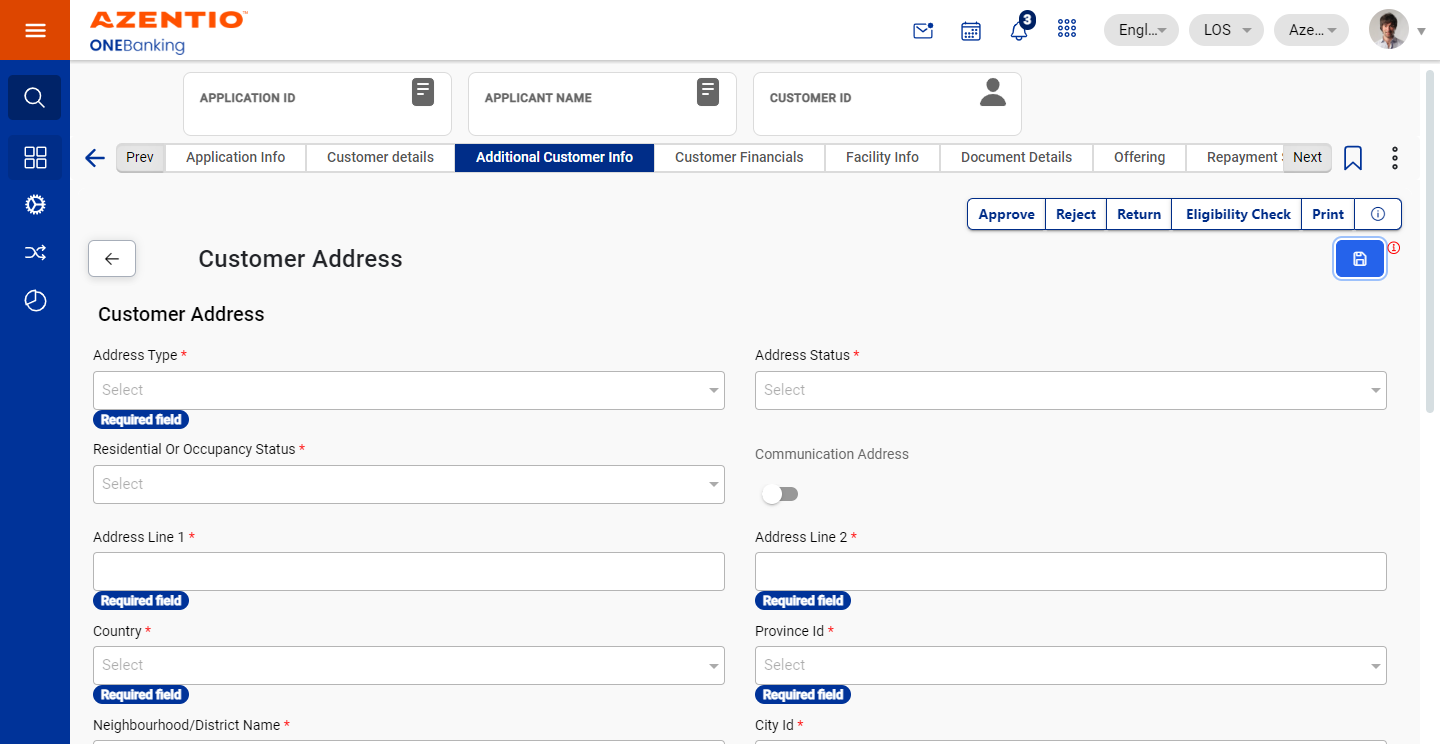 AZENTIO™
ONEBanking
3
Engl...
LOS
Aze...
APPLICATION ID
APPLICANT NAME
CUSTOMER ID
Prev
Application Info
Customer details
Additional Customer Info
Customer Financials
Facility Info
Document Details
Offering
Repayment
Next
Approve
Reject
Return
Eligibility Check
Print
Customer Address
Customer Address
Address Type *
Address Status *
Select
Select
Required field
Residential Or Occupancy Status *
Communication Address
Select
Address Line 1 *
Address Line 2 *
Required field
Required field
Country *
Province Id *
Select
Select
Required field
Required field
Neighbourhood/District Name *
City Id *